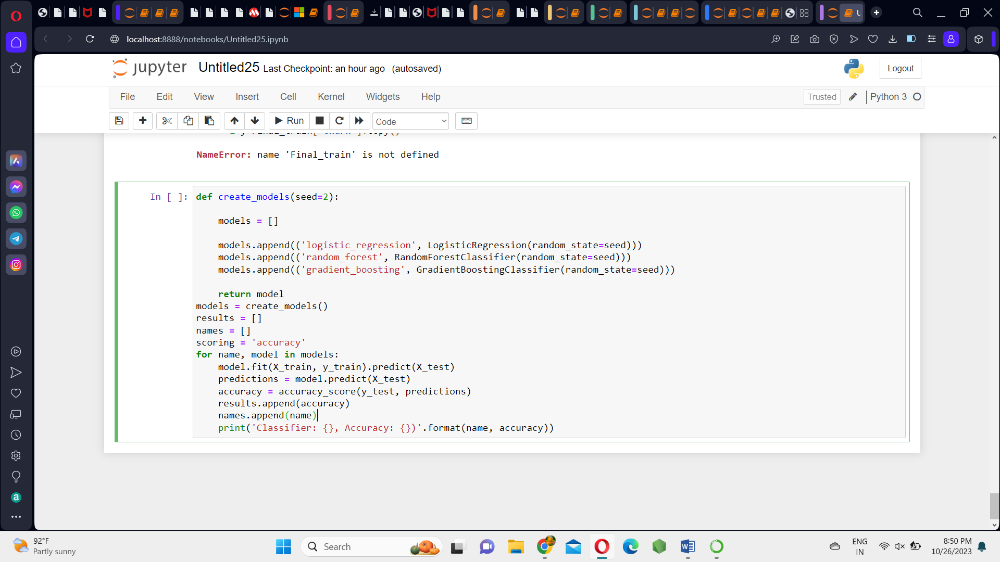 localhost:8888/notebooks/Untitled25.ipynb
jupyter Untitled25 Last Checkpoint: an hour ago (autosaved)
Logout
File Edit View Insert Cell Kernel Widgets Help
Trusted Python 3
Run Code
NameError: name 'Final_train' is not defined
In [ ]: def create_models(seed=2):
models = []
models.append(('logistic_regression', LogisticRegression(random_state=seed)))
models.append(('random_forest', RandomForestClassifier(random_state=seed)))
models.append(('gradient_boosting', GradientBoostingClassifier(random_state=seed)))
return model
models = create_models()
results = []
names = []
scoring = 'accuracy'
for name, model in models:
model.fit(X_train, y_train).predict(X_test)
predictions = model.predict(X_test)
accuracy = accuracy_score(y_test, predictions)
results.append(accuracy)
names.append(name)
print('Classifier: {}, Accuracy: {})'.format(name, accuracy))
92°F
Partly sunny
Search
ENG
IN
8:50 PM
10/26/2023